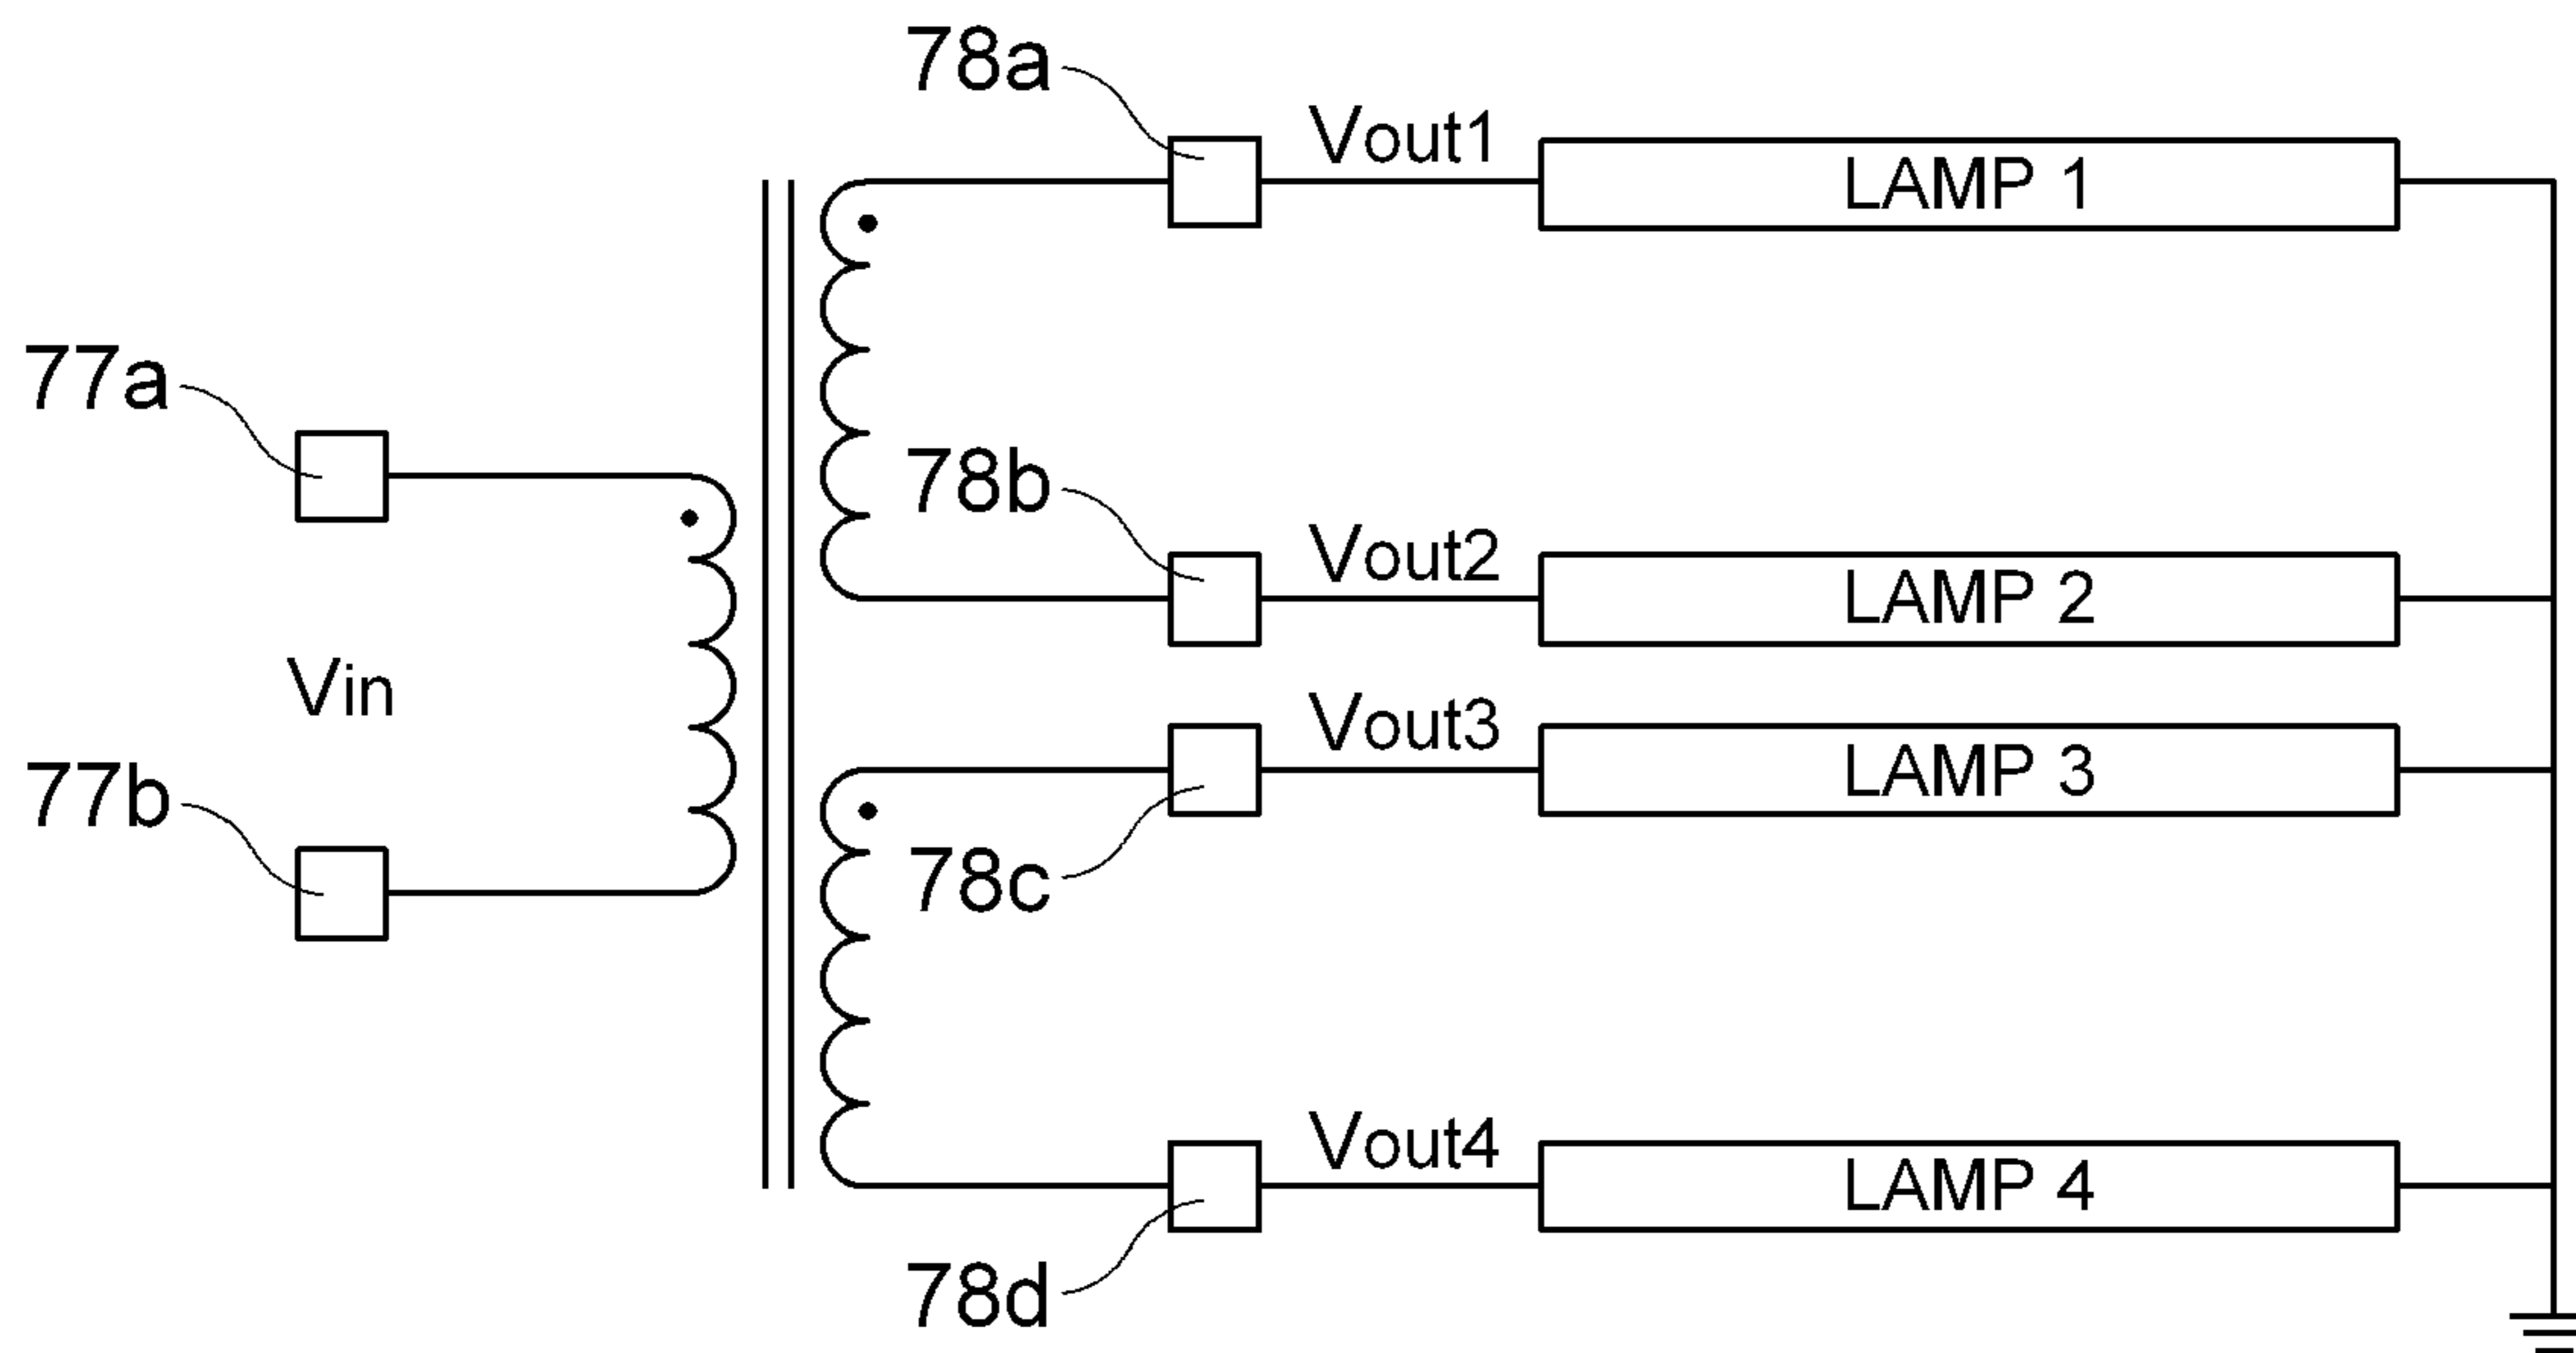 78a
Vout1
LAMP 1
77a
78b
Vout2
LAMP 2
Vin
Vout3
LAMP 3
77b
78c
Vout4
LAMP 4
78d